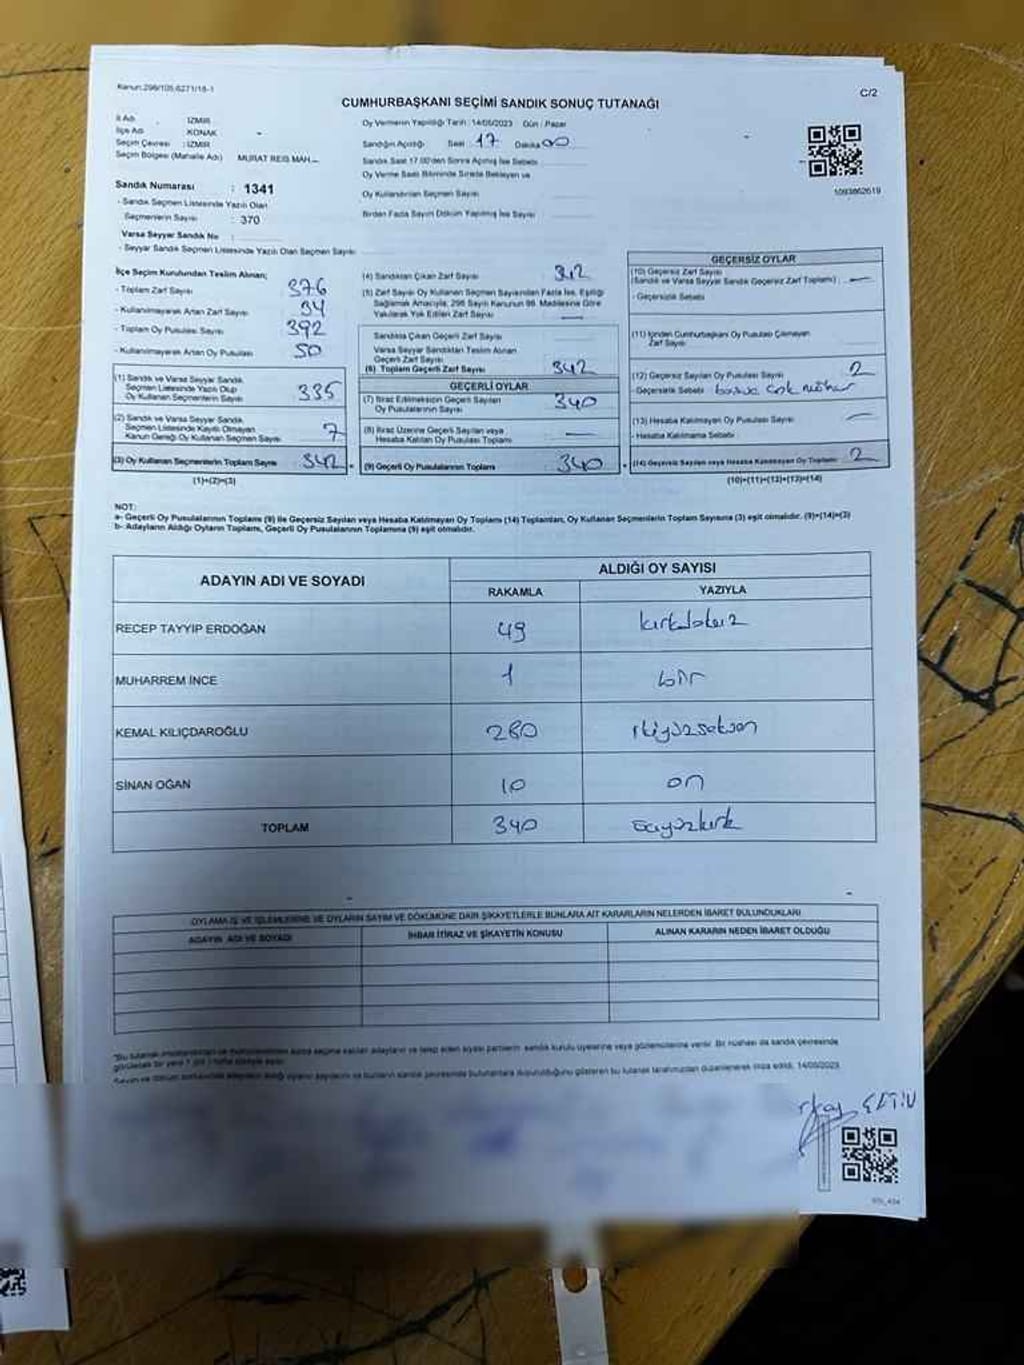 Kanun:298/105,6271/18-1
C/2
CUMHURBAŞKANI SEÇİMİ SANDIK SONUÇ TUTANAĞI
İl Adı : İZMİR
İlçe Adı : KONAK
Seçim Çevresi : İZMİR
Seçim Bölgesi (Mahalle Adı) MURAT REİS MAH.
Oy Vermenin Yapıldığı Tarih : 14/05/2023 Gün : Pazar
Sandığın Açıldığı Saat 17 Dakika 00
Sandık Saat 17.00'den Sonra Açılmış İse Sebebi
Oy Verme Saati Bitiminde Sırada Bekleyen ve
Oy Kullandırılan Seçmen Sayısı
Birden Fazla Sayım Döküm Yapılmış İse Sayısı
1093862619
Sandık Numarası : 1341
- Sandık Seçmen Listesinde Yazılı Olan
Seçmenlerin Sayısı : 370
Varsa Seyyar Sandık No :
- Seyyar Sandık Seçmen Listesinde Yazılı Olan Seçmen Sayısı
İlçe Seçim Kurulundan Teslim Alınan;
- Toplam Zarf Sayısı 376
- Kullanılmayarak Artan Zarf Sayısı 34
- Toplam Oy Pusulası Sayısı 392
- Kullanılmayarak Artan Oy Pusulası 50
(1) Sandık ve Varsa Seyyar Sandık
Seçmen Listesinde Yazılı Olup
Oy Kullanan Seçmenlerin Sayısı 335
(2) Sandık ve Varsa Seyyar Sandık
Seçmen Listesinde Kayıtlı Olmayan
Kanun Gereği Oy Kullanan Seçmen Sayısı 7
(3) Oy Kullanan Seçmenlerin Toplam Sayısı 342
(1)+(2)=(3)
(4) Sandıktan Çıkan Zarf Sayısı 342
(5) Zarf Sayısı Oy Kullanan Seçmen Sayısından Fazla İse, Eşitliği
Sağlamak Amacıyla; 298 Sayılı Kanunun 98. Maddesine Göre
Yakılarak Yok Edilen Zarf Sayısı —
Sandıkta Çıkan Geçerli Zarf Sayısı
Varsa Seyyar Sandıktan Teslim Alınan
Geçerli Zarf Sayısı
(6) Toplam Geçerli Zarf Sayısı 342
GEÇERLİ OYLAR
(7) İtiraz Edilmeksizin Geçerli Sayılan
Oy Pusulalarının Sayısı 340
(8) İtiraz Üzerine Geçerli Sayılan veya
Hesaba Katılan Oy Pusulası Toplamı —
(9) Geçerli Oy Pusulalarının Toplamı 340
GEÇERSİZ OYLAR
(10) Geçersiz Zarf Sayısı
(Sandık ve Varsa Seyyar Sandık Geçersiz Zarf Toplamı) —
- Geçersizlik Sebebi
(11) İçinden Cumhurbaşkanı Oy Pusulası Çıkmayan
Zarf Sayısı
(12) Geçersiz Sayılan Oy Pusulası Sayısı 2
- Geçersizlik Sebebi
(13) Hesaba Katılmayan Oy Pusulası Sayısı —
- Hesaba Katılmama Sebebi
(14) Geçersiz Sayılan veya Hesaba Katılmayan Oy Toplamı 2
(10)+(11)+(12)+(13)=(14)
NOT:
a- Geçerli Oy Pusulalarının Toplamı (9) ile Geçersiz Sayılan veya Hesaba Katılmayan Oy Toplamı (14) Toplamları, Oy Kullanan Seçmenlerin Toplam Sayısına (3) eşit olmalıdır. (9)+(14)=(3)
b- Adayların Aldığı Oyların Toplamı, Geçerli Oy Pusulalarının Toplamına (9) eşit olmalıdır.
ADAYIN ADI VE SOYADI
ALDIĞI OY SAYISI
RAKAMLA YAZIYLA
RECEP TAYYİP ERDOĞAN 49 kırkdokuz
MUHARREM İNCE 1 bir
KEMAL KILIÇDAROĞLU 280 ikiyüzseksen
SİNAN OĞAN 10 on
TOPLAM 340 üçyüzkırk
OYLAMA İŞ VE İŞLEMLERİNE VE OYLARIN SAYIM VE DÖKÜMÜNE DAİR ŞİKAYETLERLE BUNLARA AİT KARARLARIN NELERDEN İBARET BULUNDUKLARI
ADAYIN ADI VE SOYADI İHBAR İTİRAZ VE ŞİKAYETİN KONUSU ALINAN KARARIN NEDEN İBARET OLDUĞU